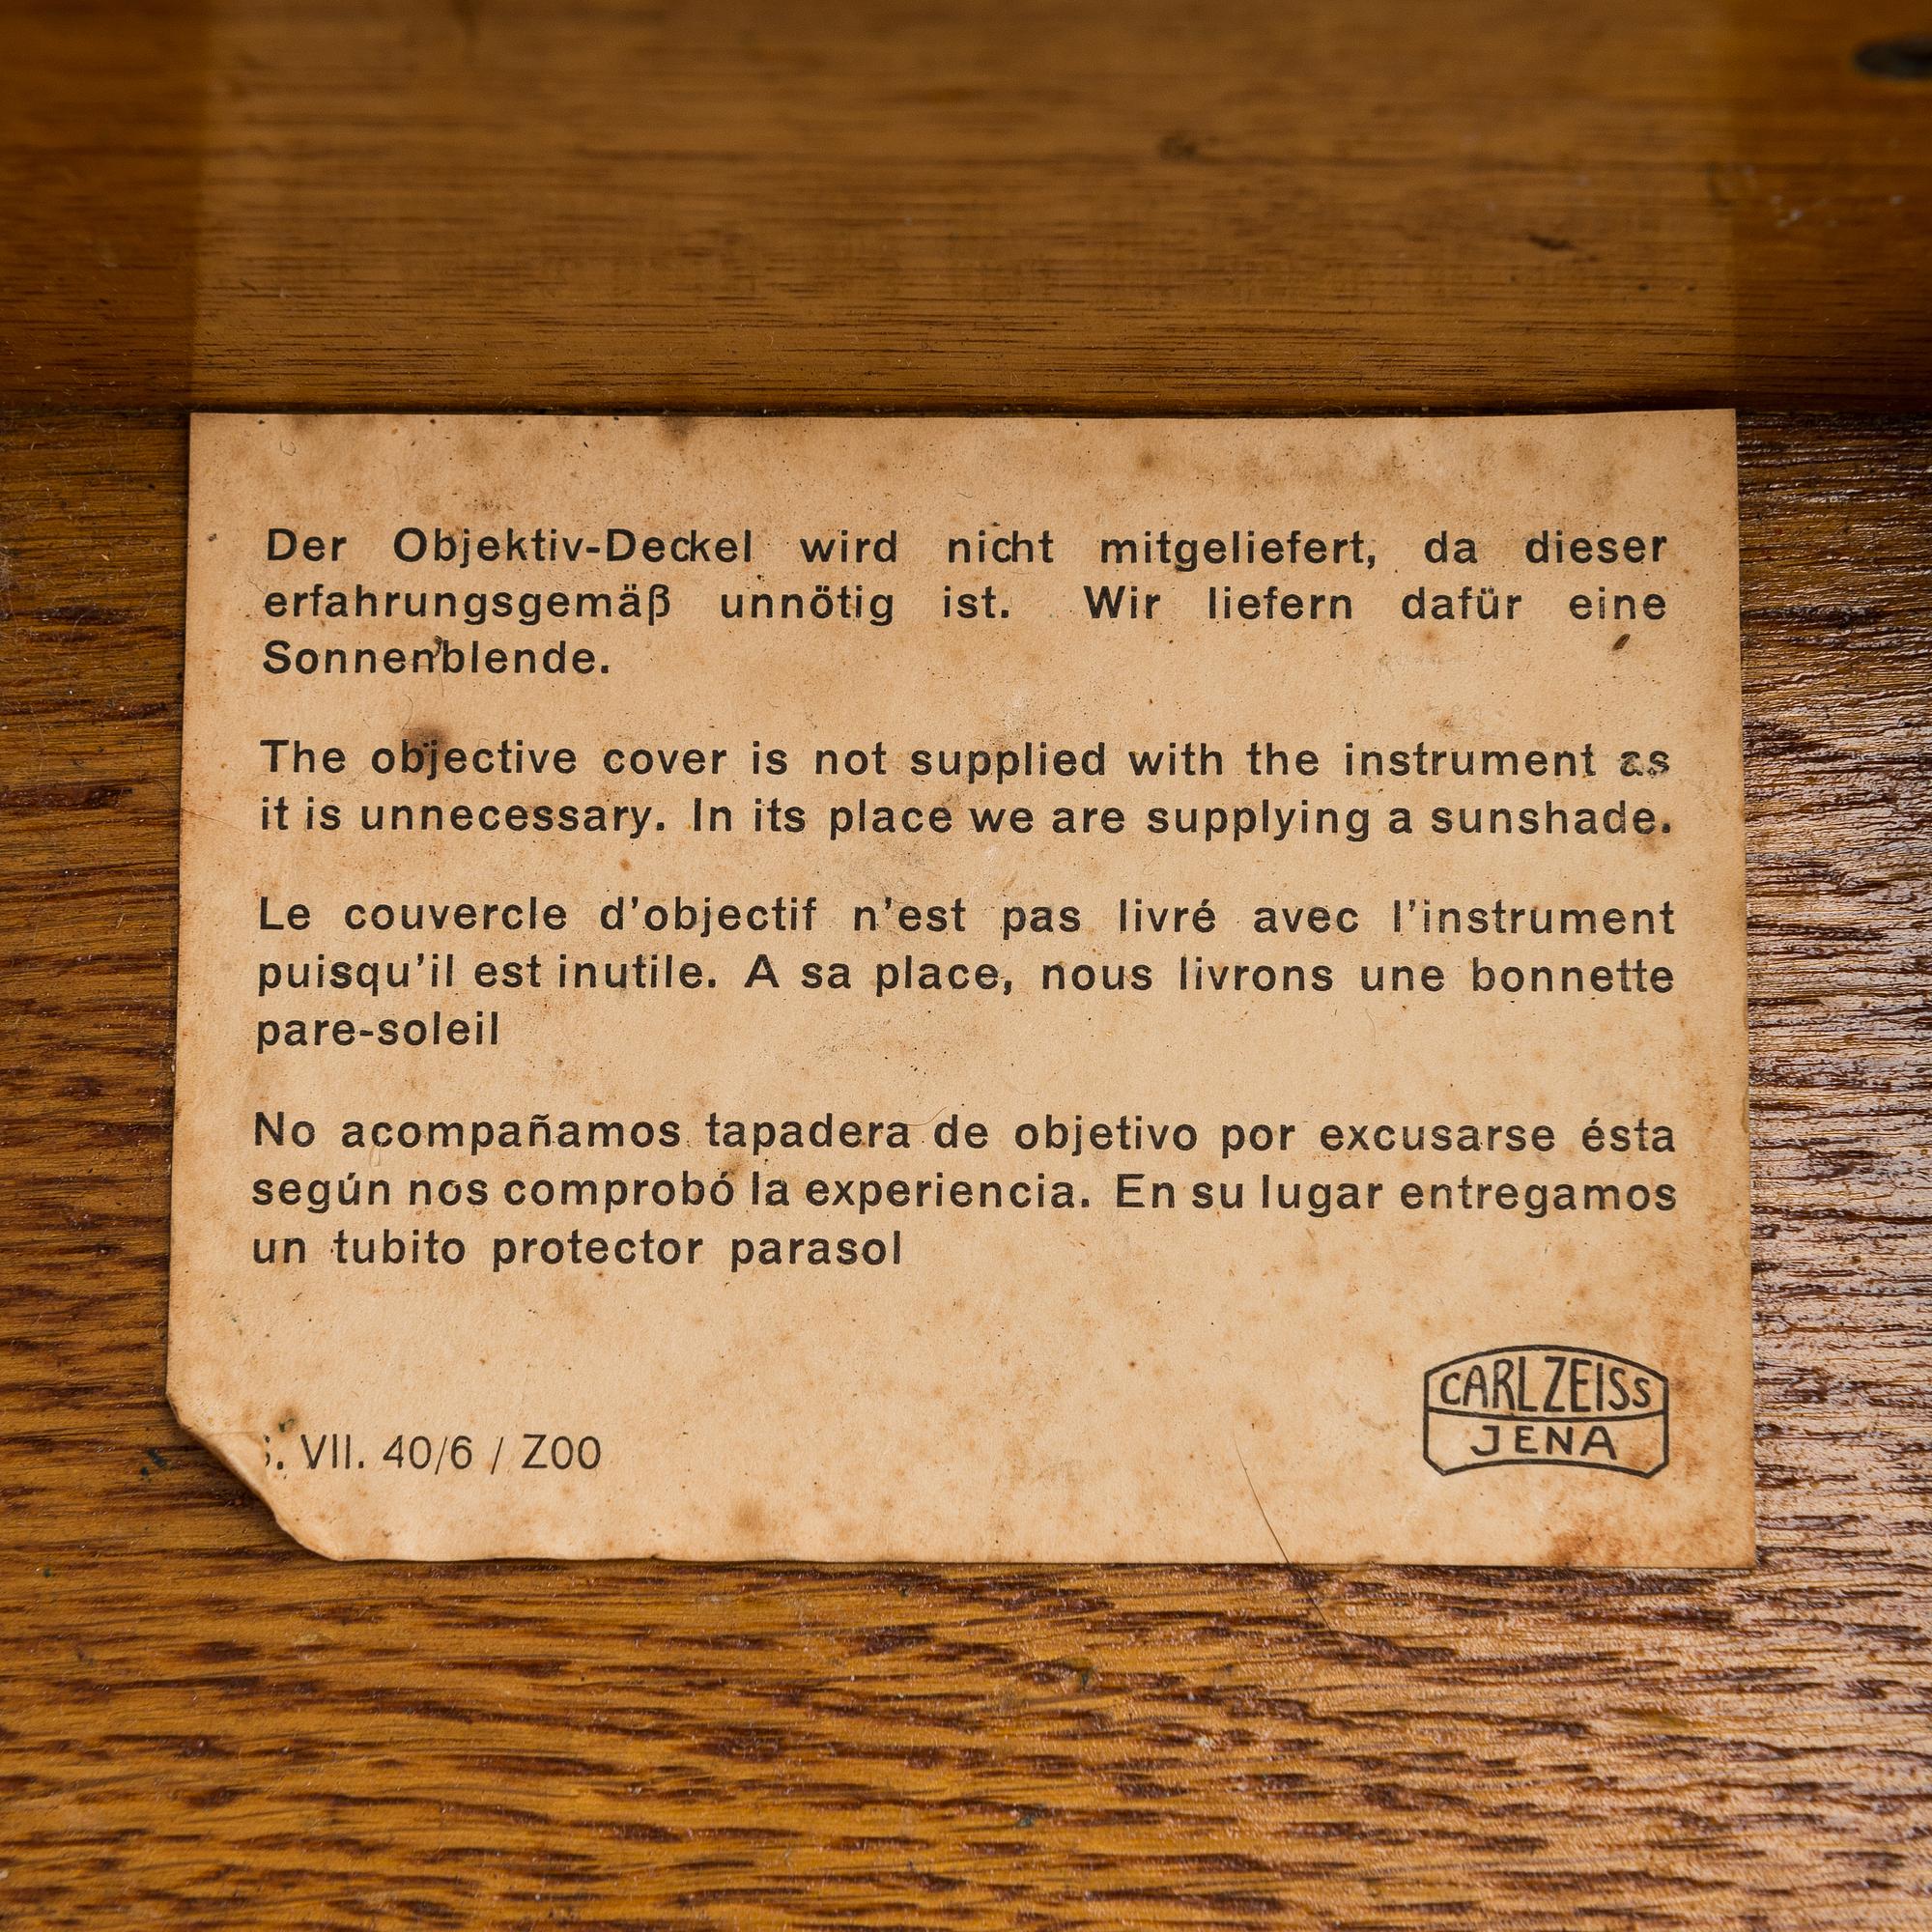 Der Objektiv-Deckel wird nicht mitgeliefert, da dieser
erfahrungsgemäß unnötig ist. Wir liefern dafür eine
Sonnenblende.
The objective cover is not supplied with the instrument as
it is unnecessary. In its place we are supplying a sunshade.
Le couvercle d'objectif n'est pas livré avec l'instrument
puisqu'il est inutile. A sa place, nous livrons une bonnette
pare-soleil
No acompañamos tapadera de objetivo por excusarse ésta
según nos comprobó la experiencia. En su lugar entregamos
un tubito protector parasol
VII. 40/6 / Z00
CARL ZEISS
JENA